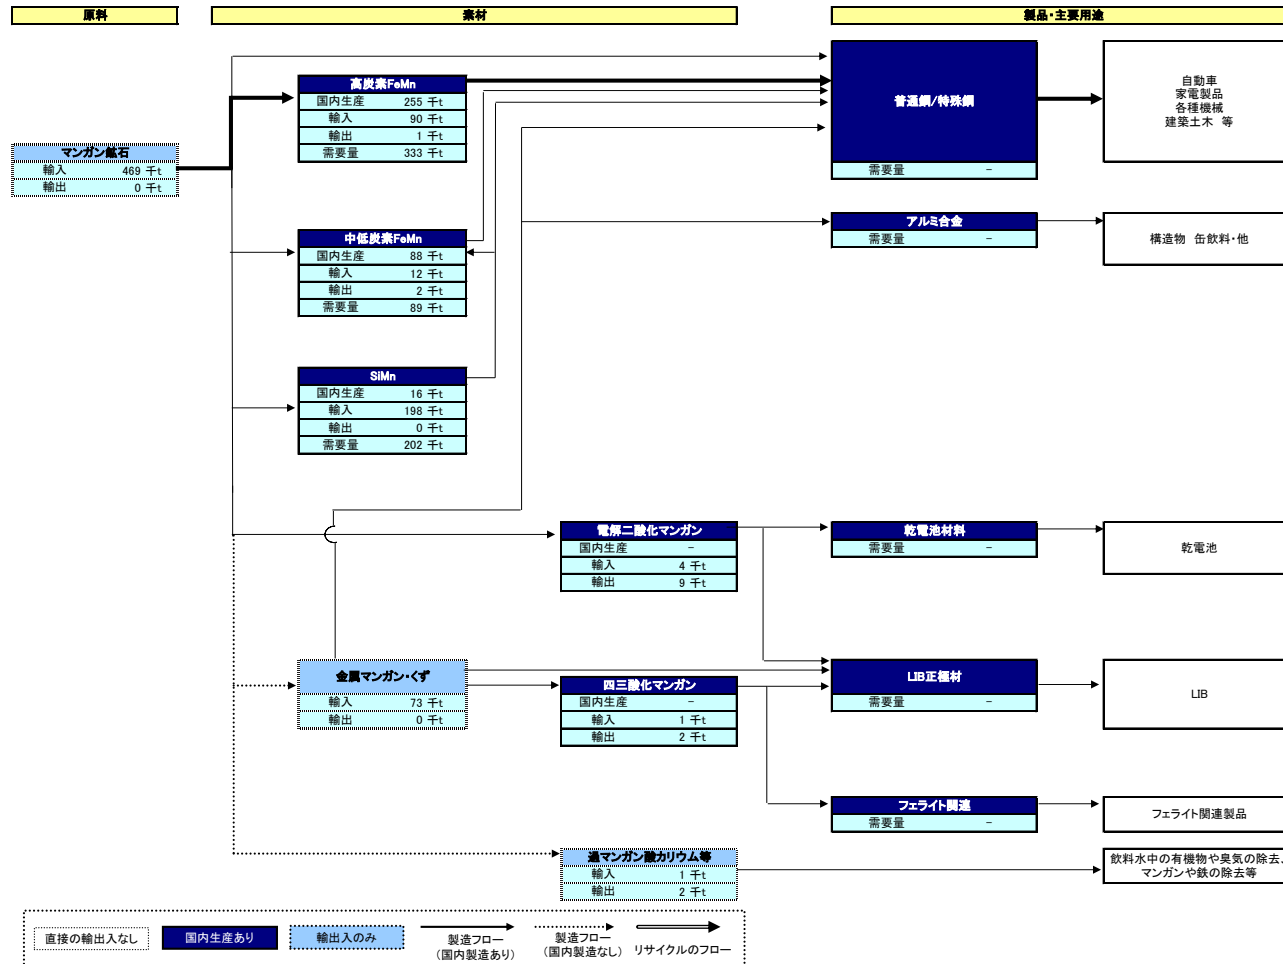 原料
素材
製品・主要用途
マンガン鉱石
輸入 469 千t
輸出 0 千t
高炭素FeMn
国内生産 255 千t
輸入 90 千t
輸出 1 千t
需要量 333 千t
中低炭素FeMn
国内生産 88 千t
輸入 12 千t
輸出 2 千t
需要量 89 千t
SiMn
国内生産 16 千t
輸入 198 千t
輸出 0 千t
需要量 202 千t
金属マンガン・くず
輸入 73 千t
輸出 0 千t
電解二酸化マンガン
国内生産 -
輸入 4 千t
輸出 9 千t
四三酸化マンガン
国内生産 -
輸入 1 千t
輸出 2 千t
過マンガン酸カリウム等
輸入 1 千t
輸出 2 千t
普通鋼/特殊鋼
需要量 -
アルミ合金
需要量 -
乾電池材料
需要量 -
LIB正極材
需要量 -
フェライト関連
需要量 -
自動車
家電製品
各種機械
建築土木 等
構造物 缶飲料・他
乾電池
LIB
フェライト関連製品
飲料水中の有機物や臭気の除去、
マンガンや鉄の除去等
直接の輸出入なし
国内生産あり
輸出入のみ
製造フロー
(国内製造あり)
製造フロー
(国内製造なし)
リサイクルのフロー